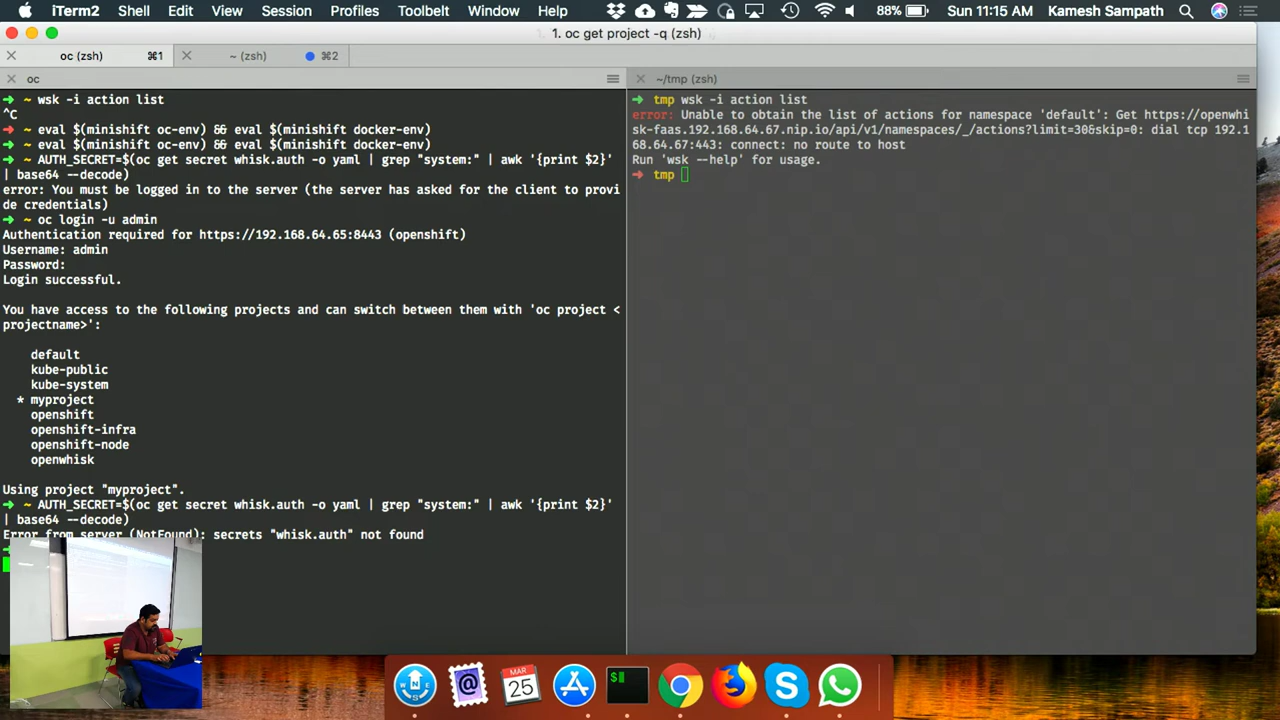 iTerm2 Shell Edit View Session Profiles Toolbelt Window Help 88% Sun 11:15 AM Kamesh Sampath
1. oc get project -q (zsh)
oc (zsh) ⌘1 ~ (zsh) ⌘2
oc
➜ ~ wsk -i action list
^C
➜ ~ eval $(minishift oc-env) && eval $(minishift docker-env)
➜ ~ eval $(minishift oc-env) && eval $(minishift docker-env)
➜ ~ AUTH_SECRET=$(oc get secret whisk.auth -o yaml | grep "system:" | awk '{print $2}'
| base64 --decode)
error: You must be logged in to the server (the server has asked for the client to provi
de credentials)
➜ ~ oc login -u admin
Authentication required for https://192.168.64.65:8443 (openshift)
Username: admin
Password:
Login successful.
You have access to the following projects and can switch between them with 'oc project <
projectname>':
default
kube-public
kube-system
* myproject
openshift
openshift-infra
openshift-node
openwhisk
Using project "myproject".
➜ ~ AUTH_SECRET=$(oc get secret whisk.auth -o yaml | grep "system:" | awk '{print $2}'
| base64 --decode)
Error from server (NotFound): secrets "whisk.auth" not found
~/tmp (zsh)
➜ tmp wsk -i action list
error: Unable to obtain the list of actions for namespace 'default': Get https://openwhi
sk-faas.192.168.64.67.nip.io/api/v1/namespaces/_/actions?limit=30&skip=0: dial tcp 192.1
68.64.67:443: connect: no route to host
Run 'wsk --help' for usage.
➜ tmp
MAR
25